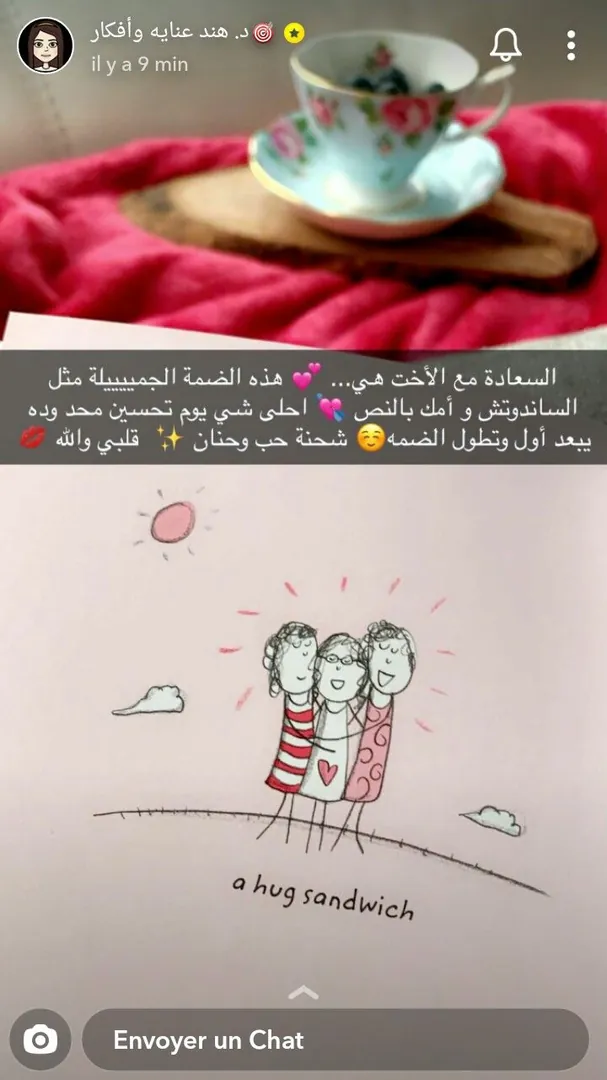 د. هند عنايه وأفكار🎯 ⭐
il y a 9 min
السعادة مع الأخت هي... 💕 هذه الضمة الجميييييلة مثل
الساندوتش و أمك بالنص 💘 احلى شي يوم تحسين محد وده
يبعد أول وتطول الضمه☺️ شحنة حب وحنان ✨ قلبي والله 💋
a hug sandwich
Envoyer un Chat